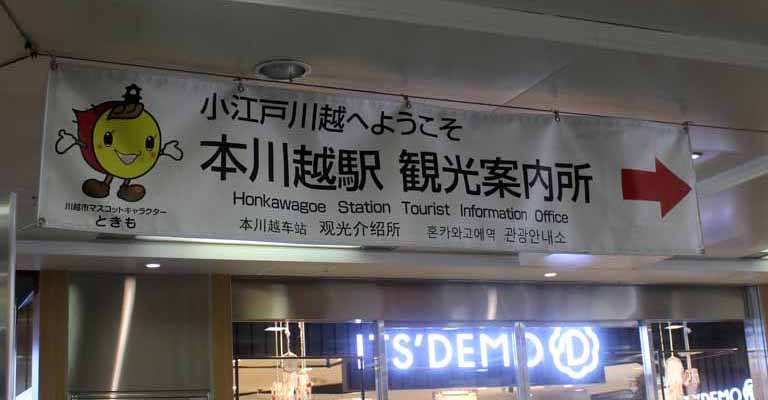 小江戸川越へようこそ
本川越駅 観光案内所
Honkawagoe Station Tourist Information Office
本川越车站 观光介绍所 혼카와고에역 관광안내소
川越市マスコットキャラクター
ときも
IT'S'DEMO D